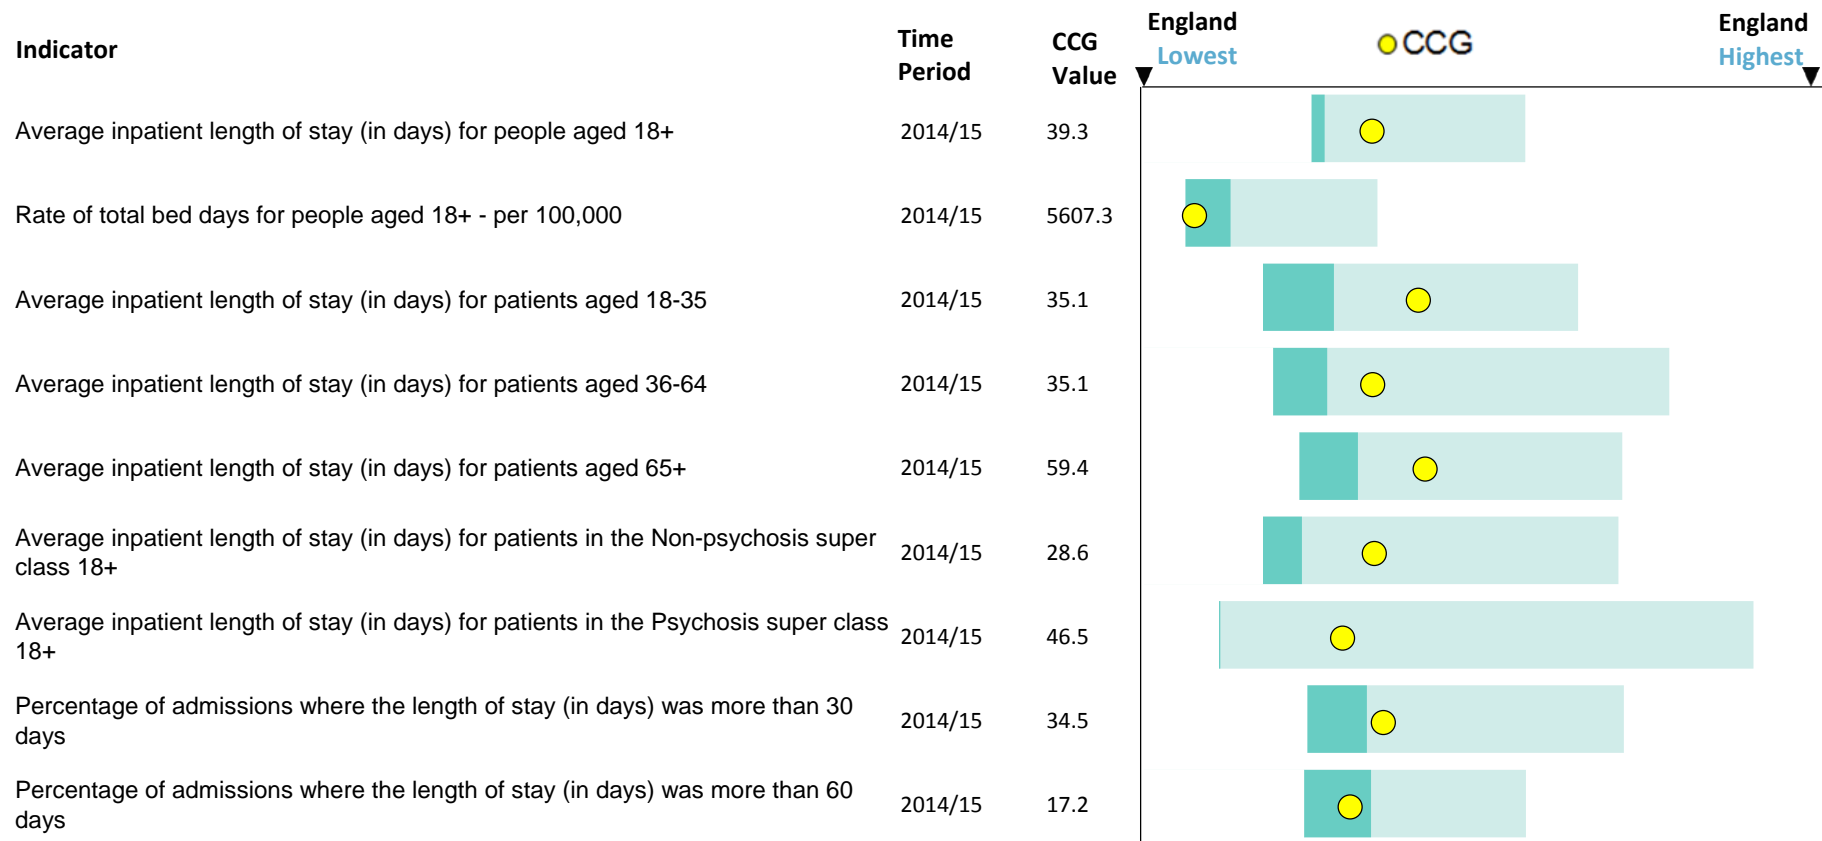 Indicator
Time
Period
CCG
Value
England
Lowest
CCG
England
Highest
Average inpatient length of stay (in days) for people aged 18+ 2014/15 39.3
Rate of total bed days for people aged 18+ - per 100,000 2014/15 5607.3
Average inpatient length of stay (in days) for patients aged 18-35 2014/15 35.1
Average inpatient length of stay (in days) for patients aged 36-64 2014/15 35.1
Average inpatient length of stay (in days) for patients aged 65+ 2014/15 59.4
Average inpatient length of stay (in days) for patients in the Non-psychosis super
class 18+
2014/15 28.6
Average inpatient length of stay (in days) for patients in the Psychosis super class
18+
2014/15 46.5
Percentage of admissions where the length of stay (in days) was more than 30
days
2014/15 34.5
Percentage of admissions where the length of stay (in days) was more than 60
days
2014/15 17.2